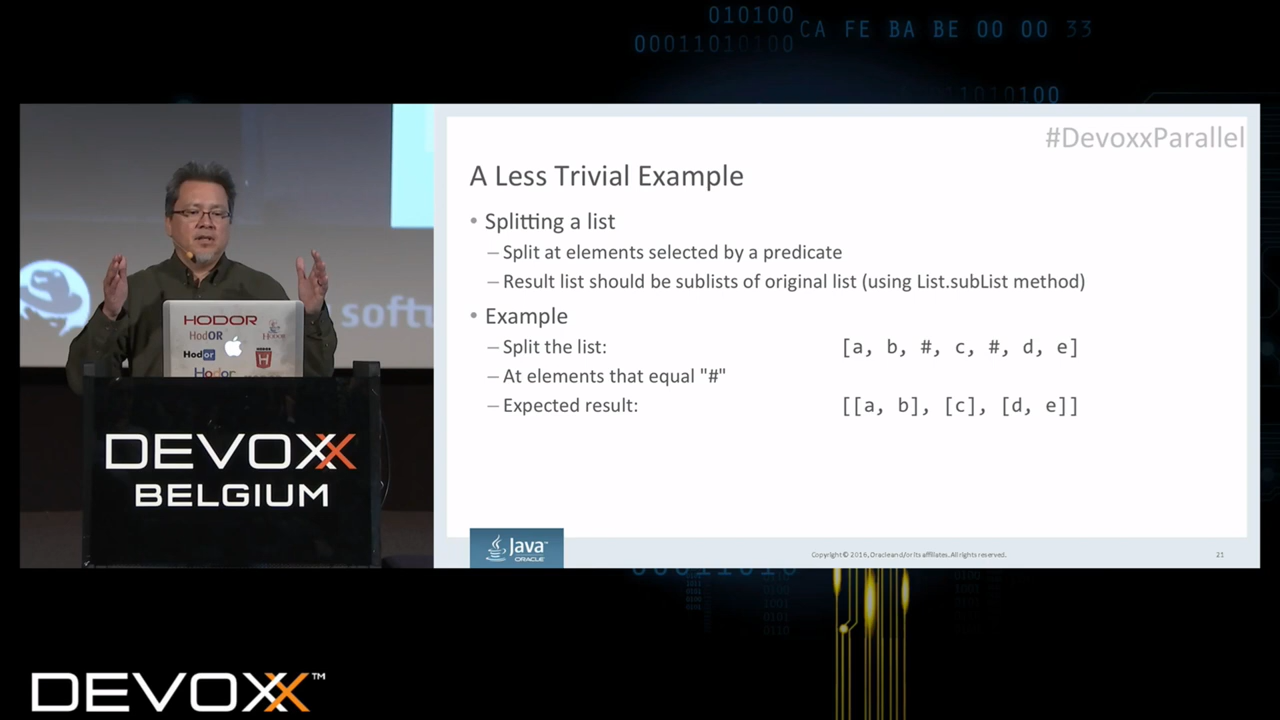 010100
00011010100
CA FE BA BE 00 00 33
1010100
#DevoxxParallel
A Less Trivial Example
• Splitting a list
– Split at elements selected by a predicate
– Result list should be sublists of original list (using List.subList method)
• Example
– Split the list: [a, b, #, c, #, d, e]
– At elements that equal "#"
– Expected result: [[a, b], [c], [d, e]]
softw
HODOR
HodOR
Hodor
Hodor
DEVOXX
BELGIUM
Java™
ORACLE
Copyright © 2016, Oracle and/or its affiliates. All rights reserved.
21
DEVOXX™